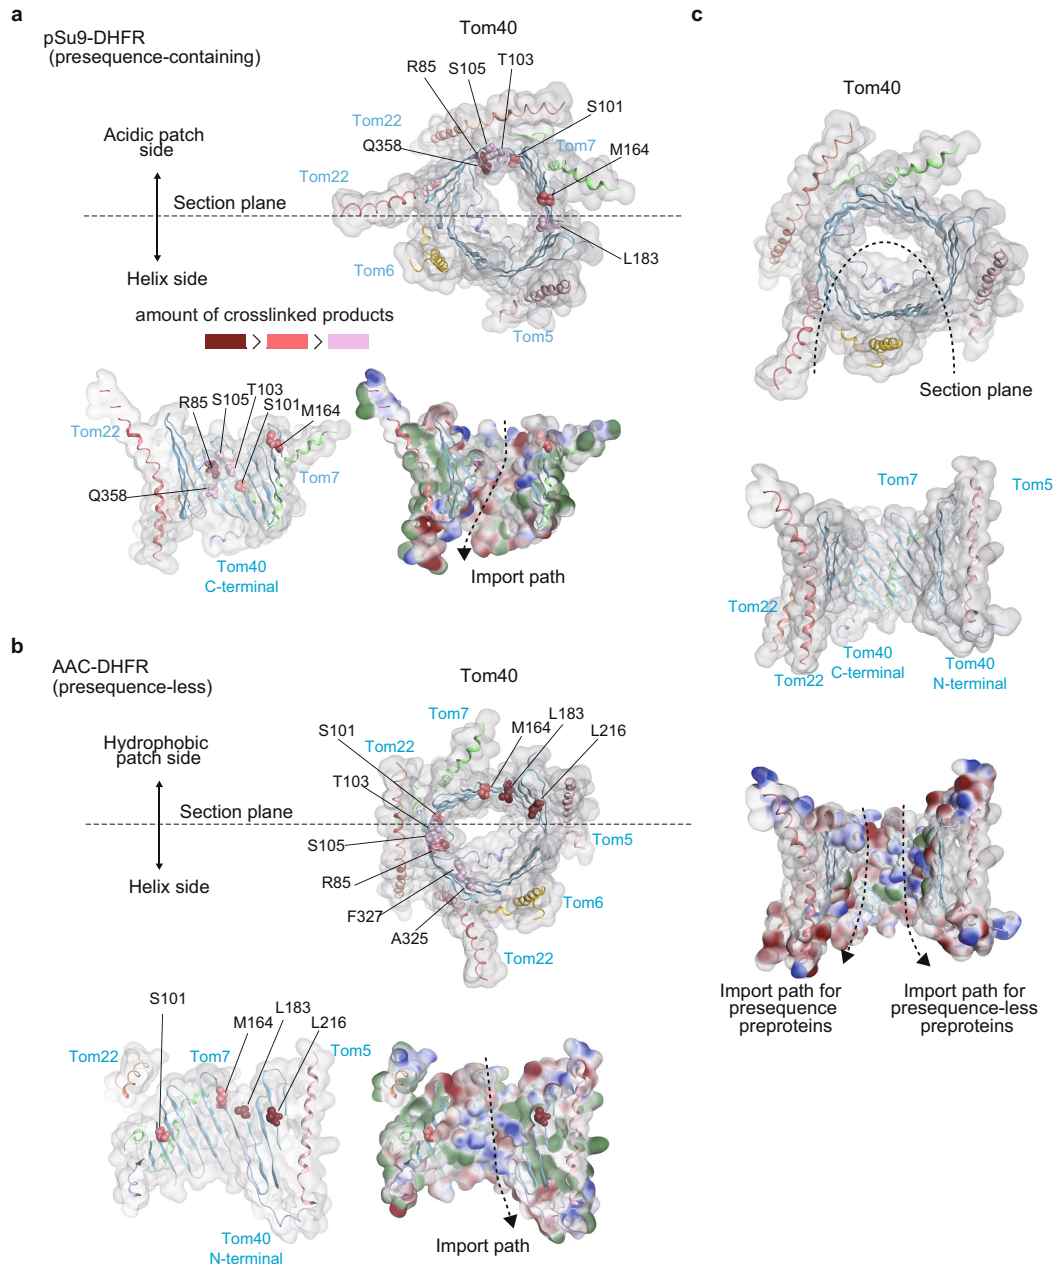 a
pSu9-DHFR
(presequence-containing)
Tom40
R85
S105
T103
S101
Tom22
Q358
Tom7
M164
Acidic patch
side
Tom22
Section plane
Helix side
Tom6
L183
Tom5
amount of crosslinked products
> >
R85
S105
T103
S101
M164
Tom22
Tom7
Q358
Tom40
C-terminal
Import path
b
AAC-DHFR
(presequence-less)
Tom40
Tom7
L183
M164
L216
S101
Tom22
Hydrophobic
patch side
T103
Section plane
S105
Tom5
Helix side
R85
F327
Tom6
A325
Tom22
S101
L183
M164
L216
Tom22
Tom7
Tom5
Tom40
N-terminal
Import path
c
Tom40
Section plane
Tom7
Tom5
Tom22
Tom40
C-terminal
Tom40
N-terminal
Tom22
Import path for
presequence
preproteins
Import path for
presequence-less
preproteins